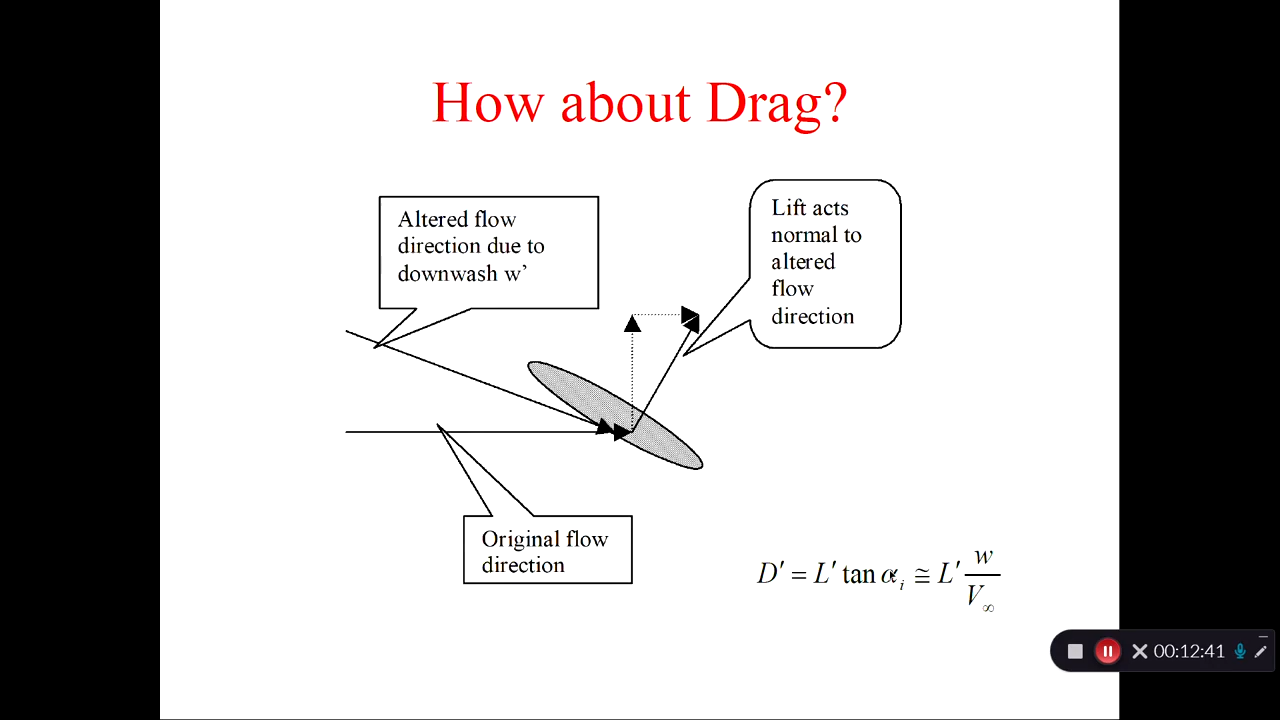 How about Drag?
Altered flow
direction due to
downwash w’
Lift acts
normal to
altered
flow
direction
Original flow
direction
D′ = L′ tan αᵢ ≅ L′ w/V∞
00:12:41